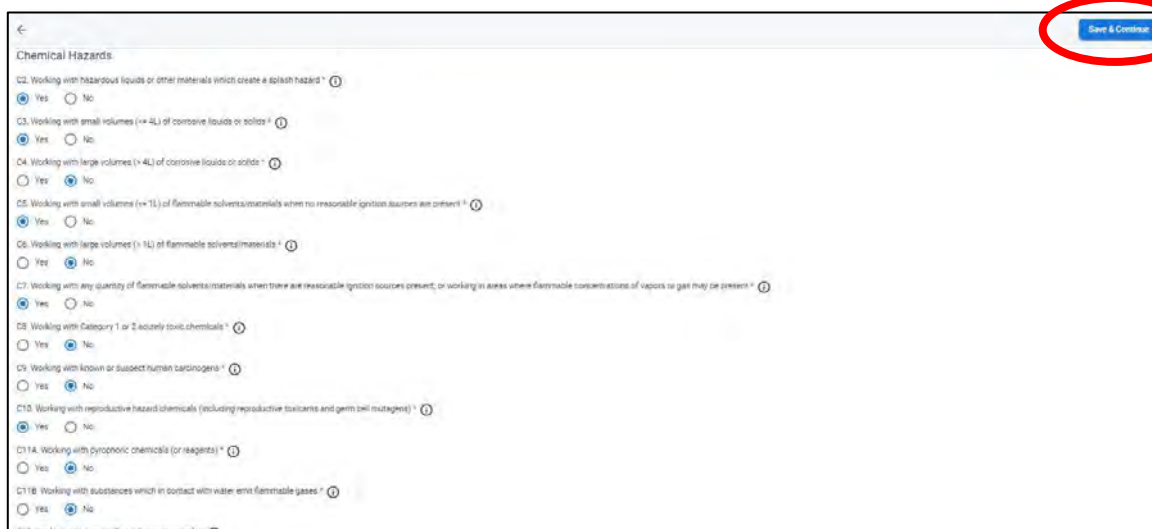 Save & Continue
Chemical Hazards
C2. Working with hazardous liquids or other materials which create a splash hazard *
Yes No
C3. Working with small volumes (<= 4L) of corrosive liquids or solids *
Yes No
C4. Working with large volumes (> 4L) of corrosive liquids or solids *
Yes No
C5. Working with small volumes (<= 1L) of flammable solvents/materials when no reasonable ignition sources are present *
Yes No
C6. Working with large volumes (> 1L) of flammable solvents/materials *
Yes No
C7. Working with any quantity of flammable solvents/materials when there are reasonable ignition sources present; or working in areas where flammable concentrations of vapors or gas may be present *
Yes No
C8. Working with Category 1 or 2 acutely toxic chemicals *
Yes No
C9. Working with known or suspect human carcinogens *
Yes No
C10. Working with reproductive hazard chemicals (including reproductive toxicants and germ cell mutagens) *
Yes No
C11A. Working with pyrophoric chemicals (or reagents) *
Yes No
C11B. Working with substances which in contact with water emit flammable gases *
Yes No